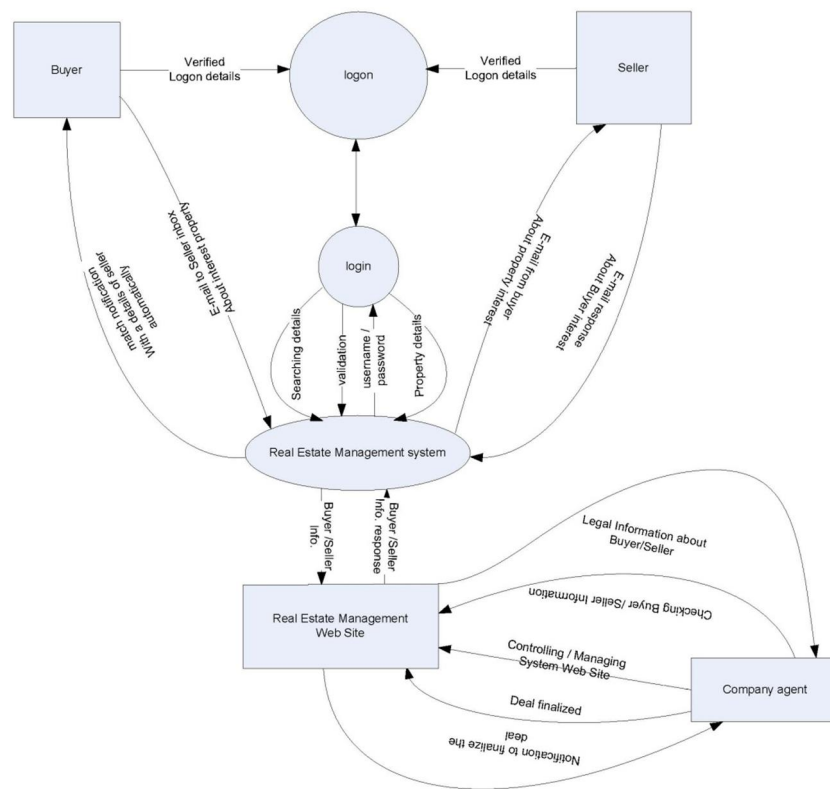 Buyer
Verified
Logon details
logon
Verified
Logon details
Seller
match notification
With a details of seller
automatically
E-mail to Seller inbox
About interest property
login
E-mail from buyer
About property interest
E-mail response
About Buyer interest
Searching details
validation
username /
password
Property details
Real Estate Management system
Buyer /Seller
Info.
Buyer /Seller
Info. response
Legal Information about
Buyer/Seller
Checking Buyer /Seller Information
Real Estate Management
Web Site
Controlling / Managing
System Web Site
Company agent
Deal finalized
Notification to finalize the
deal